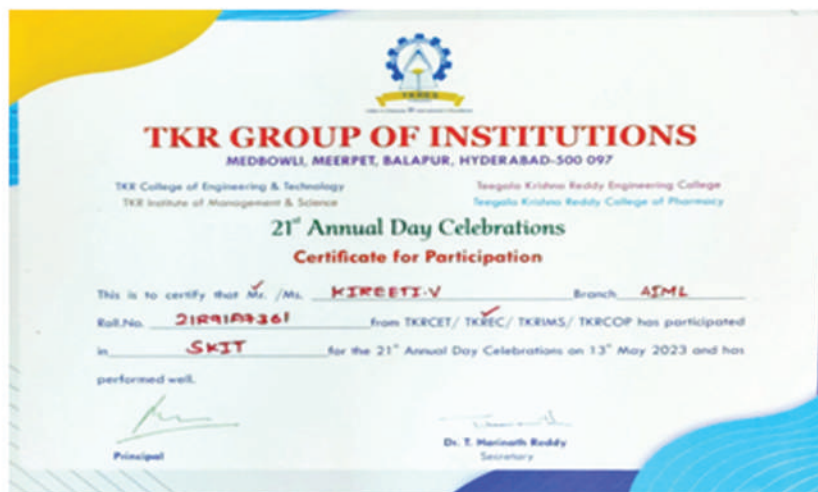 TKRES
TKR GROUP OF INSTITUTIONS
MEDBOWLI, MEERPET, BALAPUR, HYDERABAD-500 097
TKR College of Engineering & Technology
Teegala Krishna Reddy Engineering College
TKR Institute of Management & Science
Teegala Krishna Reddy College of Pharmacy
21st Annual Day Celebrations
Certificate for Participation
This is to certify that Mr. /Ms. KIREETI.V Branch AIML
Roll.No. 21R91A7361 from TKRCET/ TKREC/ TKRIMS/ TKRCOP has participated
in SKIT for the 21st Annual Day Celebrations on 13th May 2023 and has
performed well.
Principal
Dr. T. Harinath Reddy
Secretary